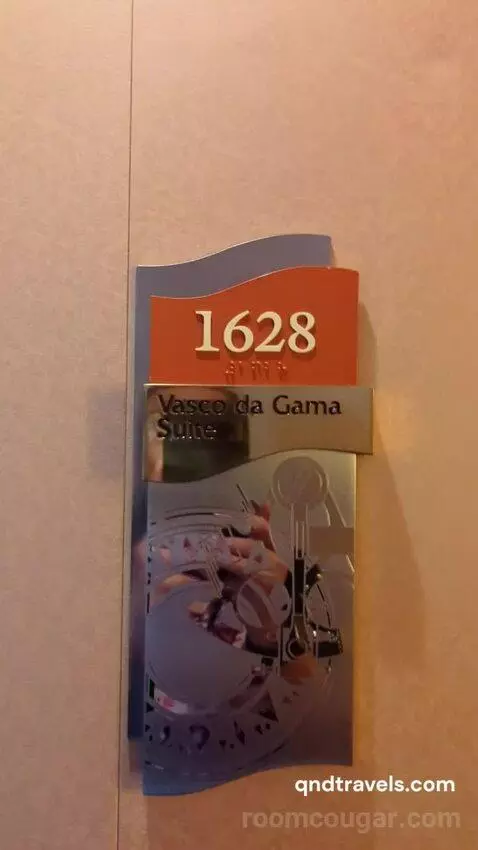 1628
Vasco da Gama
Suite
qndtravels.com
roomcougar.com